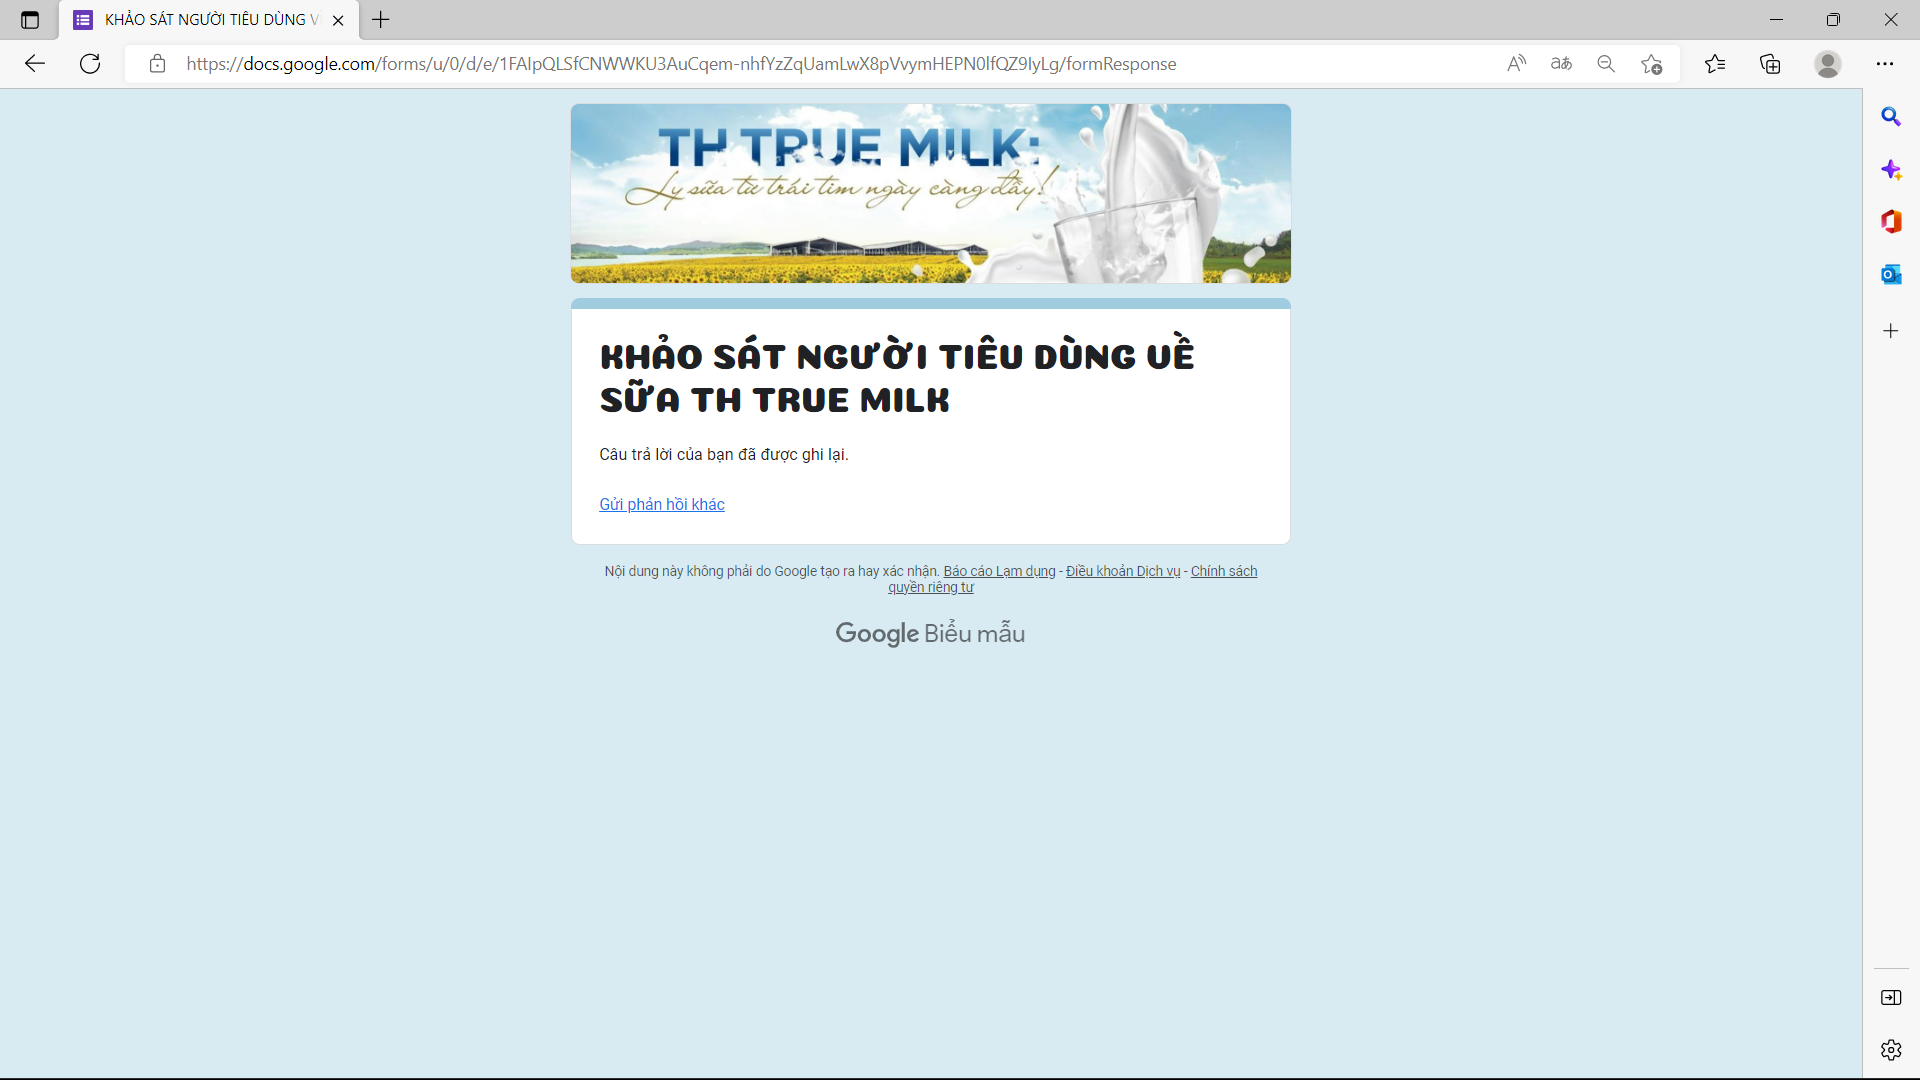 KHẢO SÁT NGƯỜI TIÊU DÙNG V
https://docs.google.com/forms/u/0/d/e/1FAIpQLSfCNWWKU3AuCqem-nhfYzZqUamLwX8pVvymHEPN0lfQZ9IyLg/formResponse
TH TRUE MILK:
Ly sữa từ trái tim ngày càng đầy!
KHẢO SÁT NGƯỜI TIÊU DÙNG VỀ
SỮA TH TRUE MILK
Câu trả lời của bạn đã được ghi lại.
Gửi phản hồi khác
Nội dung này không phải do Google tạo ra hay xác nhận. Báo cáo Lạm dụng - Điều khoản Dịch vụ - Chính sách
quyền riêng tư
Google Biểu mẫu